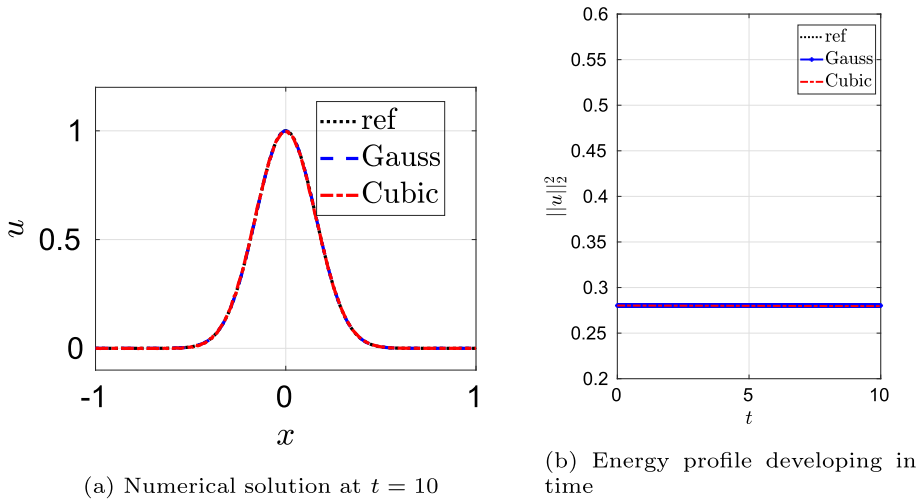 1
0.5
0
u
-1
0
1
x
ref
Gauss
Cubic
(a) Numerical solution at t = 10
0.6
0.55
0.5
0.45
0.4
0.35
0.3
0.25
0.2
||u||₂²
0
5
10
t
ref
Gauss
Cubic
(b) Energy profile developing in
time